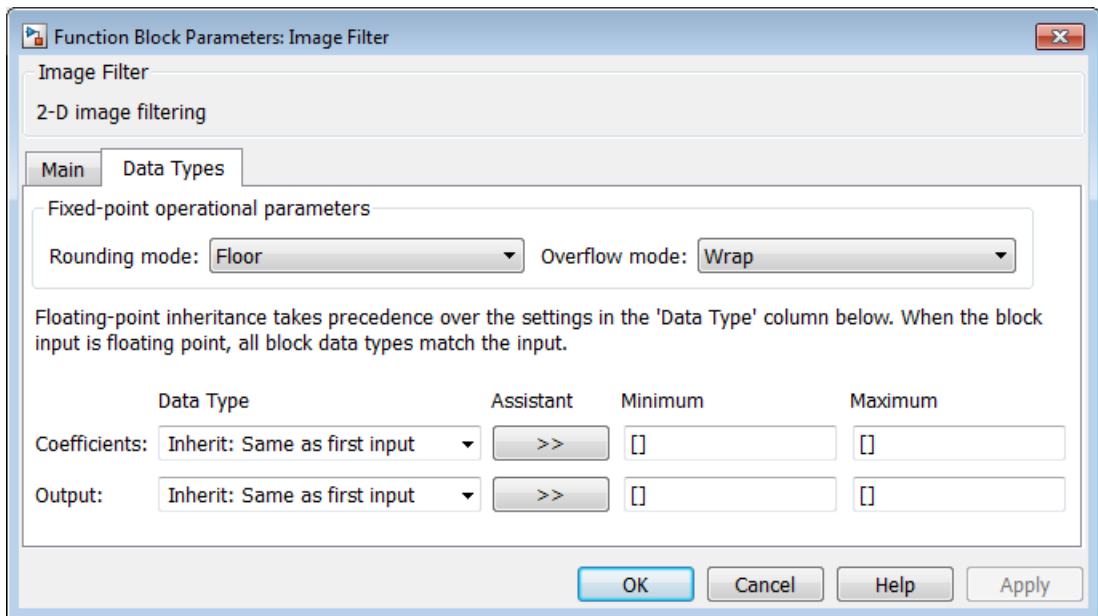 Function Block Parameters: Image Filter
Image Filter
2-D image filtering
Main Data Types
Fixed-point operational parameters
Rounding mode: Floor Overflow mode: Wrap
Floating-point inheritance takes precedence over the settings in the 'Data Type' column below. When the block
input is floating point, all block data types match the input.
Data Type Assistant Minimum Maximum
Coefficients: Inherit: Same as first input >> [] []
Output: Inherit: Same as first input >> [] []
OK Cancel Help Apply